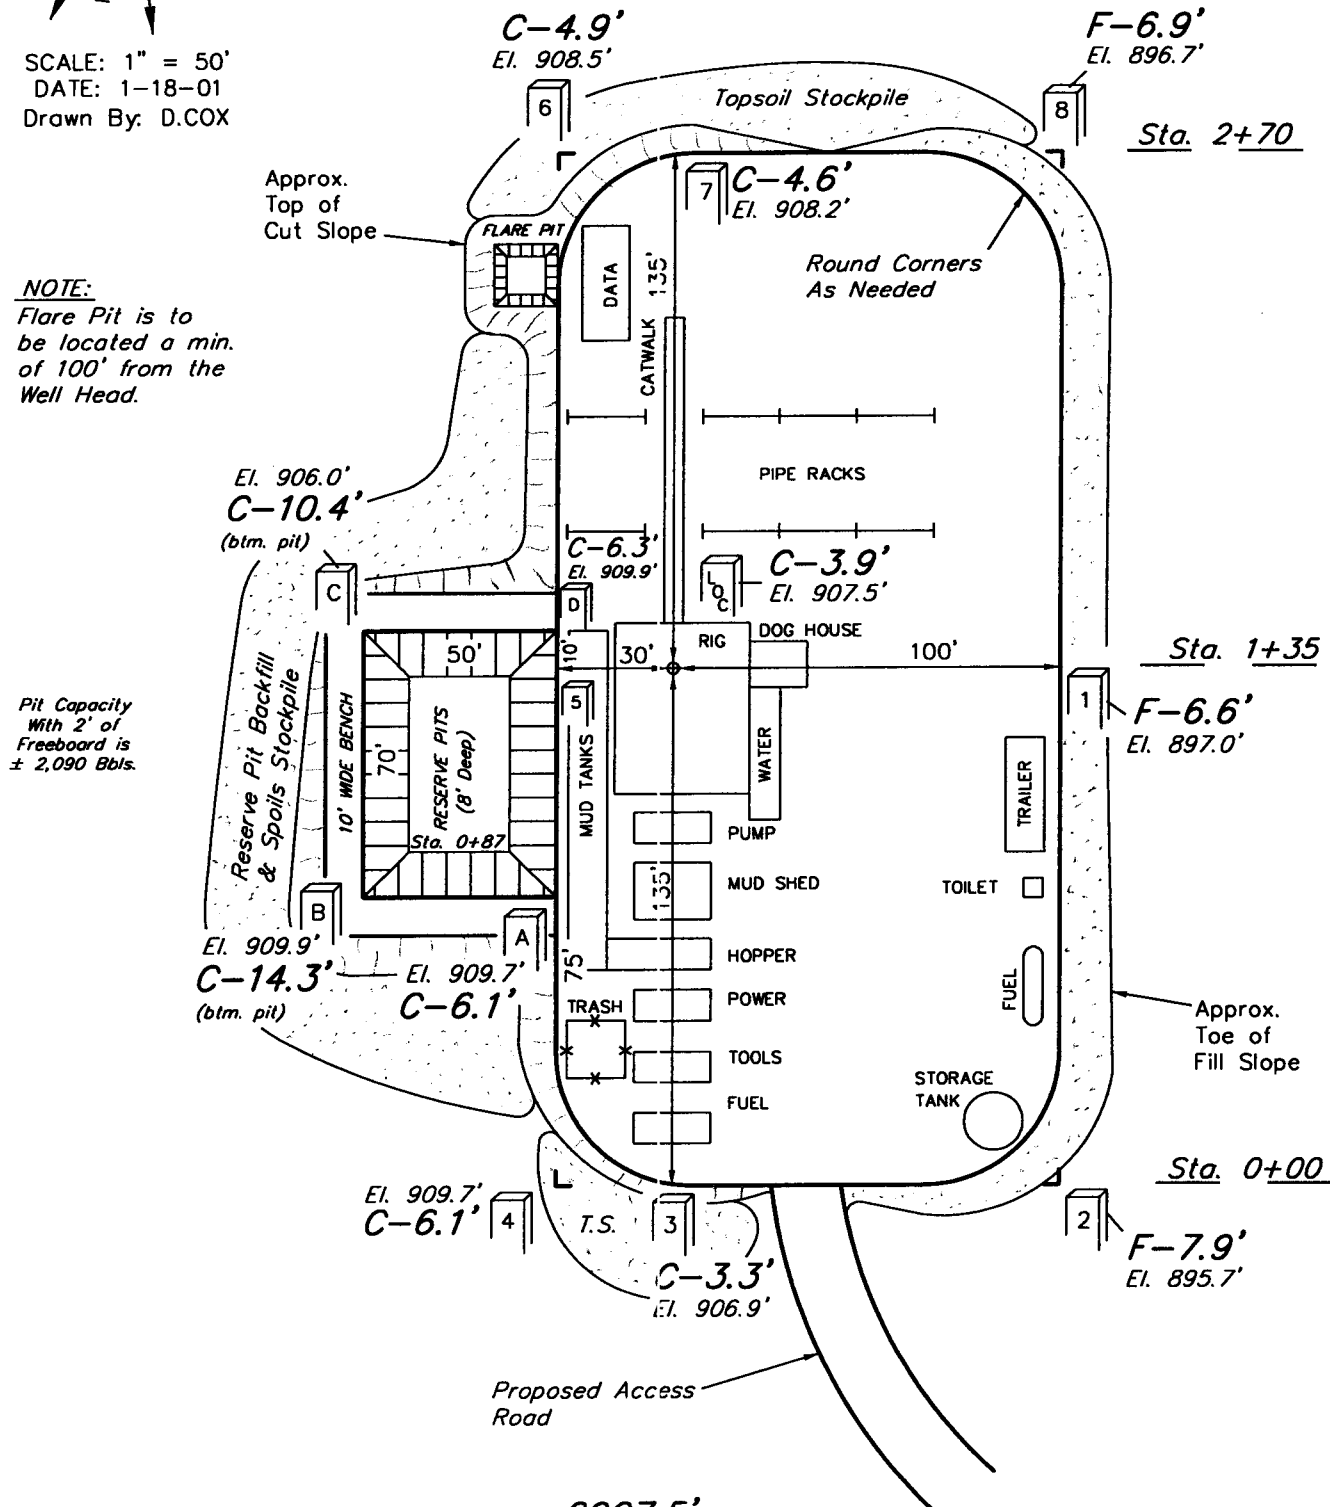 SCALE: 1" = 50'
DATE: 1-18-01
Drawn By: D.COX
C-4.9'
El. 908.5'
6
Topsoil Stockpile
F-6.9'
El. 896.7'
8
Sta. 2+70
Approx.
Top of
Cut Slope
FLARE PIT
7
C-4.6'
El. 908.2'
DATA
135'
Round Corners
As Needed
NOTE:
Flare Pit is to
be located a min.
of 100' from the
Well Head.
CATWALK
PIPE RACKS
El. 906.0'
C-10.4'
(btm. pit)
C
C-6.3'
El. 909.9'
D
LOC
C-3.9'
El. 907.5'
RIG
DOG HOUSE
50'
10'
30'
100'
Sta. 1+35
5
1
F-6.6'
El. 897.0'
Pit Capacity
With 2' of
Freeboard is
± 2,090 Bbls.
Reserve Pit Backfill
& Spoils Stockpile
10' WIDE BENCH
70'
RESERVE PITS
(8' Deep)
Sta. 0+87
MUD TANKS
WATER
TRAILER
PUMP
MUD SHED
135'
TOILET
B
A
El. 909.9'
C-14.3'
(btm. pit)
El. 909.7'
C-6.1'
75'
HOPPER
POWER
FUEL
TRASH
TOOLS
FUEL
STORAGE
TANK
Approx.
Toe of
Fill Slope
Sta. 0+00
El. 909.7'
C-6.1'
4
T.S.
3
C-3.3'
El. 906.9'
2
F-7.9'
El. 895.7'
Proposed Access
Road